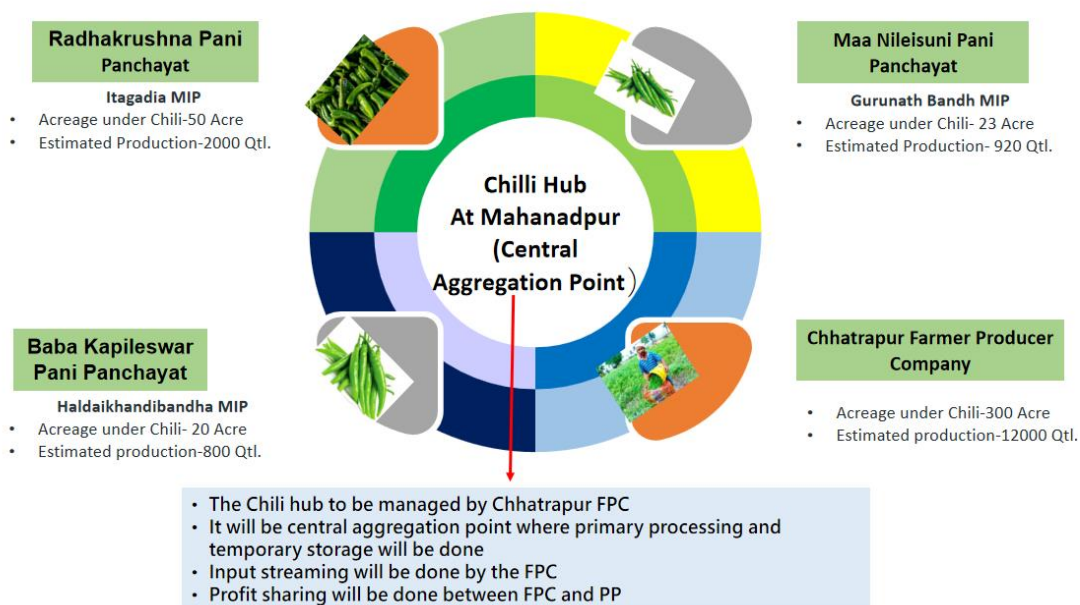 Radhakrushna Pani
Panchayat
Itagadia MIP
• Acreage under Chili-50 Acre
• Estimated Production-2000 Qtl.
Maa Nileisuni Pani
Panchayat
Gurunath Bandh MIP
• Acreage under Chili- 23 Acre
• Estimated Production- 920 Qtl.
Chilli Hub
At Mahanadpur
(Central
Aggregation Point）
Baba Kapileswar
Pani Panchayat
Haldaikhandibandha MIP
• Acreage under Chili- 20 Acre
• Estimated production-800 Qtl.
Chhatrapur Farmer Producer
Company
• Acreage under Chili-300 Acre
• Estimated production-12000 Qtl.
• The Chili hub to be managed by Chhatrapur FPC
• It will be central aggregation point where primary processing and
temporary storage will be done
• Input streaming will be done by the FPC
• Profit sharing will be done between FPC and PP